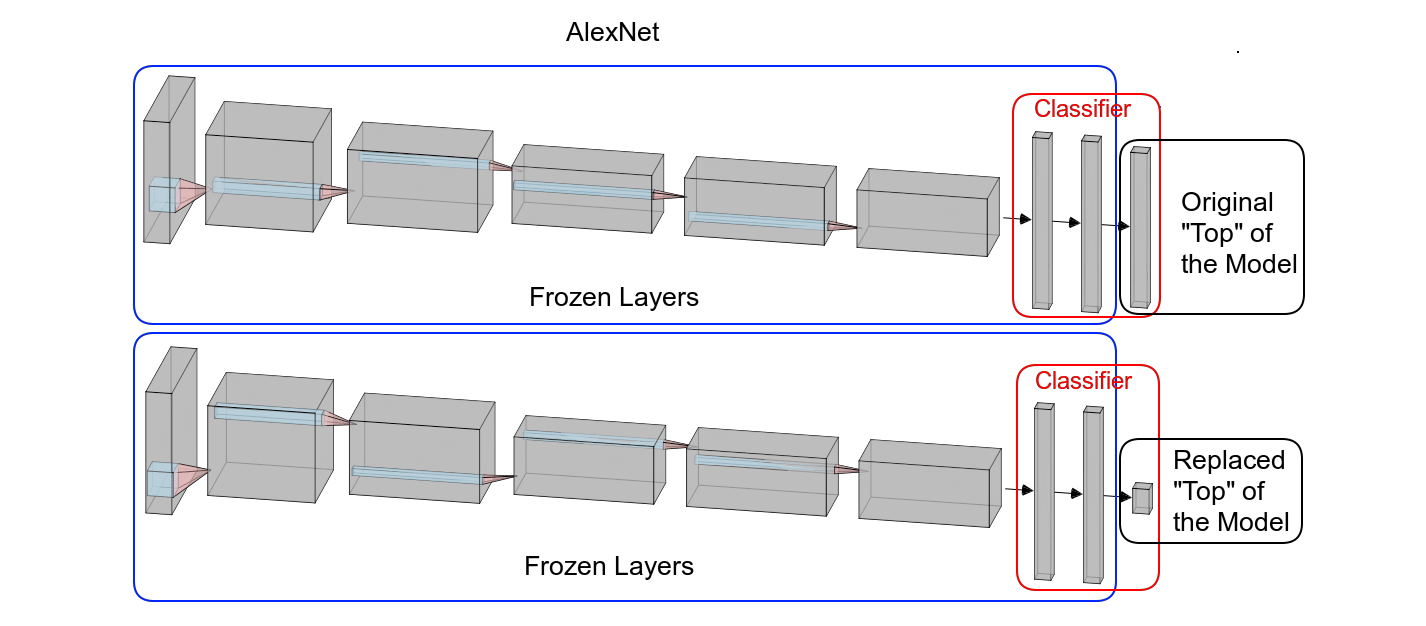 AlexNet
Classifier
Original
"Top" of
the Model
Frozen Layers
Classifier
Replaced
"Top" of
the Model
Frozen Layers